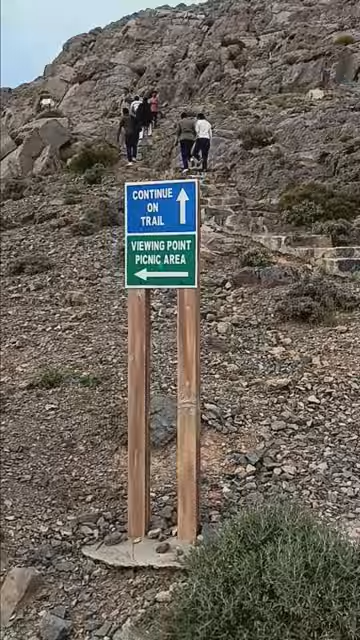 CONTINUE
ON
TRAIL
VIEWING POINT
PICNIC AREA